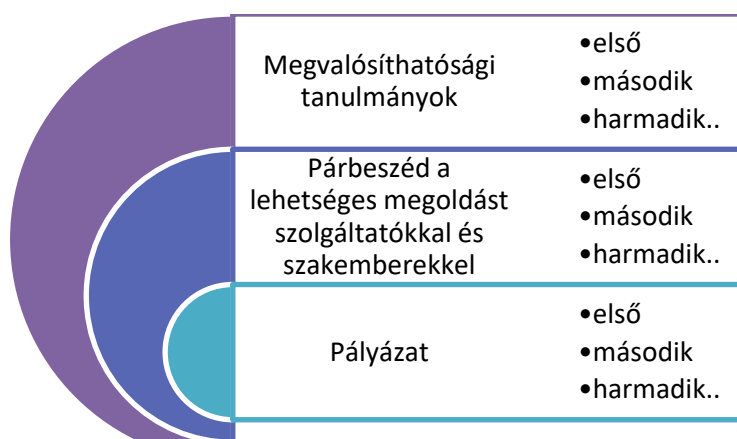 Megvalósíthatósági
tanulmányok
•első
•második
•harmadik..
Párbeszéd a
lehetséges megoldást
szolgáltatókkal és
szakemberekkel
•első
•második
•harmadik..
Pályázat
•első
•második
•harmadik..